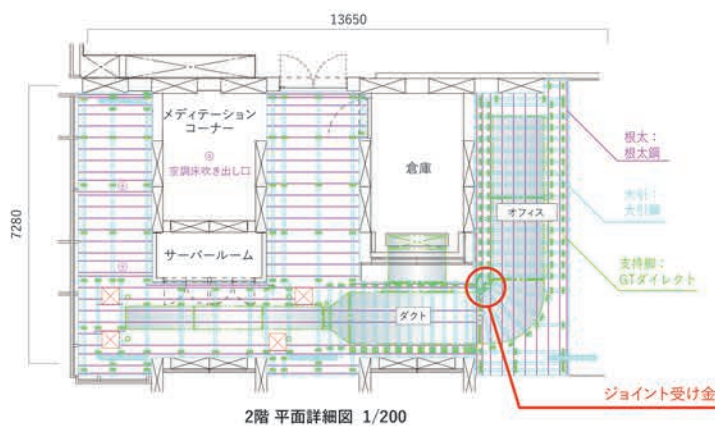 13650
7280
メディテーション
コーナー
空調床吹き出し口
サーバールーム
倉庫
オフィス
ダクト
根太：
根太鋼
大引：
大引鋼
支持脚：
GTダイレクト
ジョイント受け金
2階 平面詳細図 1/200